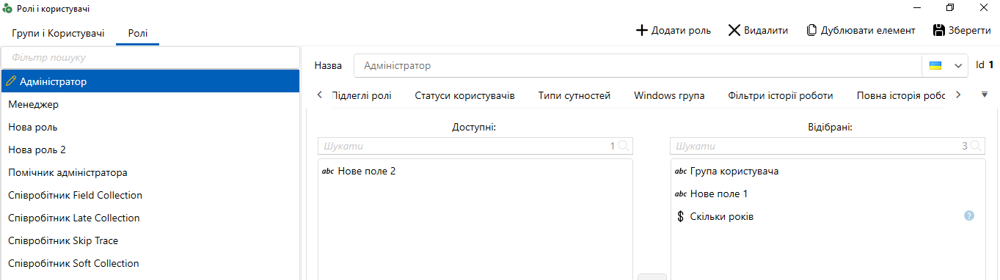 Ролі і користувачі
Групи і Користувачі Ролі
Додати роль Видалити Дублювати елемент Зберегти
Фільтр пошуку
Адміністратор
Менеджер
Нова роль
Нова роль 2
Помічник адміністратора
Співробітник Field Collection
Співробітник Late Collection
Співробітник Skip Trace
Співробітник Soft Collection
Назва Адміністратор Id 1
Підлеглі ролі Статуси користувачів Типи сутностей Windows група Фільтри історії роботи Повна історія робо
Доступні:
Шукати 1
abc Нове поле 2
Відібрані:
Шукати 3
abc Група користувача
abc Нове поле 1
$ Скільки років ?